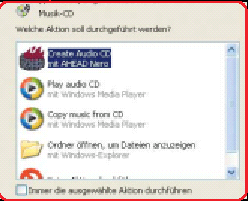 Musik-CD
Welche Aktion soll durchgeführt werden?
Create Audio-CD
mit AHEAD Nero
Play audio CD
mit Windows Media Player
Copy music from CD
mit Windows Media Player
Ordner öffnen, um Dateien anzuzeigen
mit Windows-Explorer
Immer die ausgewählte Aktion durchführen